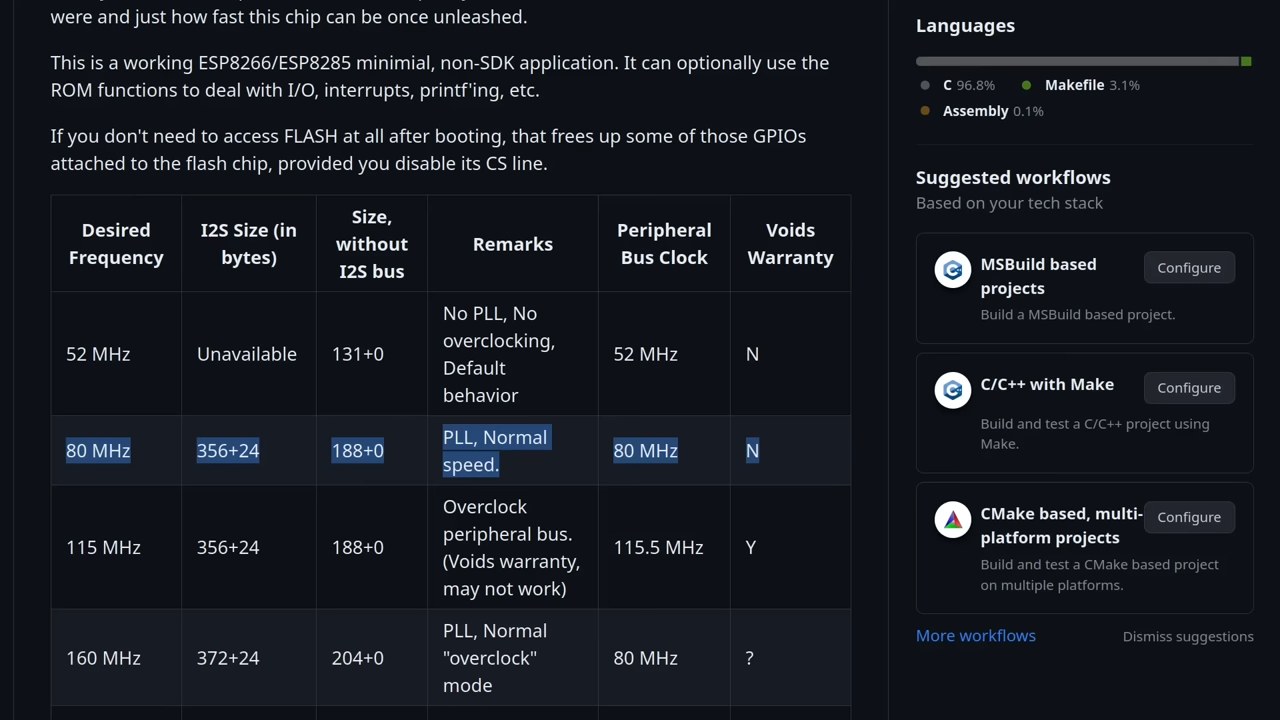 were and just how fast this chip can be once unleashed.
This is a working ESP8266/ESP8285 minimial, non-SDK application. It can optionally use the
ROM functions to deal with I/O, interrupts, printf'ing, etc.
If you don't need to access FLASH at all after booting, that frees up some of those GPIOs
attached to the flash chip, provided you disable its CS line.
Desired
Frequency
I2S Size (in
bytes)
Size,
without
I2S bus
Remarks
Peripheral
Bus Clock
Voids
Warranty
52 MHz
Unavailable
131+0
No PLL, No
overclocking,
Default
behavior
52 MHz
N
80 MHz
356+24
188+0
PLL, Normal
speed.
80 MHz
N
115 MHz
356+24
188+0
Overclock
peripheral bus.
(Voids warranty,
may not work)
115.5 MHz
Y
160 MHz
372+24
204+0
PLL, Normal
"overclock"
mode
80 MHz
?
Languages
C 96.8%
Makefile 3.1%
Assembly 0.1%
Suggested workflows
Based on your tech stack
MSBuild based
projects
Configure
Build a MSBuild based project.
C/C++ with Make
Configure
Build and test a C/C++ project using
Make.
CMake based, multi-
platform projects
Configure
Build and test a CMake based project
on multiple platforms.
More workflows
Dismiss suggestions